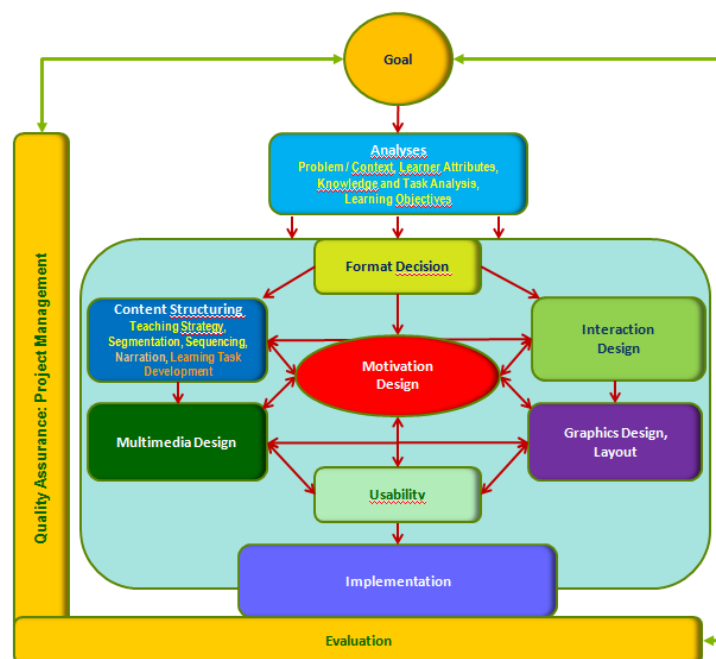 Goal
Analyses
Problem / Context, Learner Attributes,
Knowledge and Task Analysis,
Learning Objectives
Format Decision
Content Structuring
Teaching Strategy,
Segmentation, Sequencing,
Narration, Learning Task
Development
Interaction
Design
Motivation
Design
Multimedia Design
Graphics Design,
Layout
Usability
Implementation
Quality Assurance: Project Management
Evaluation